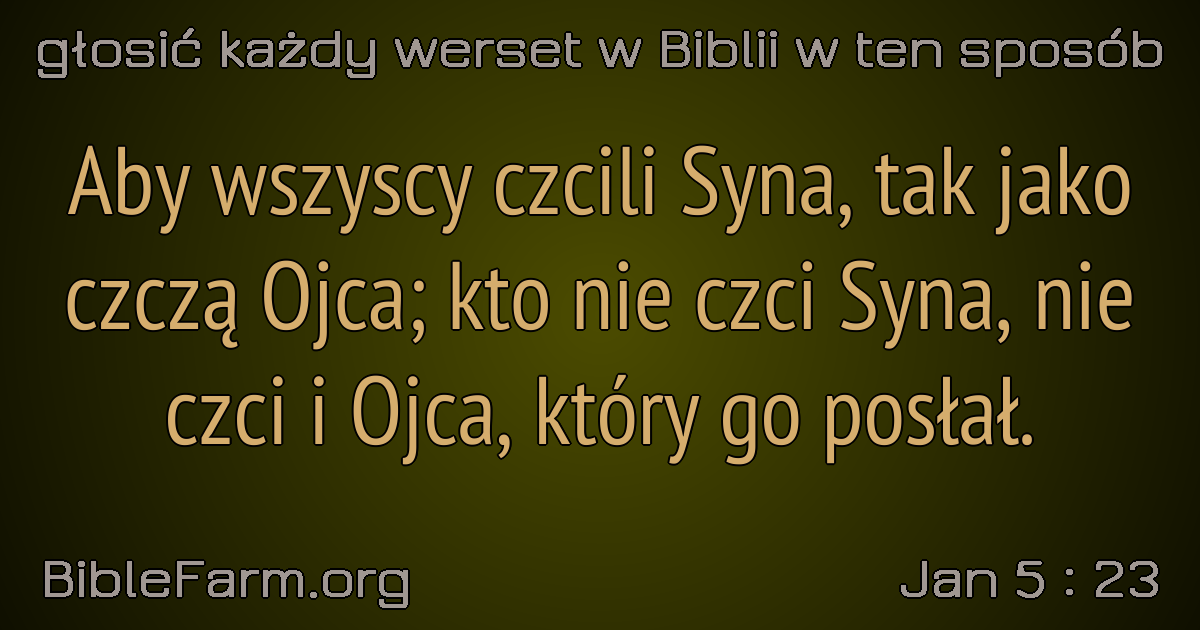 głosić każdy werset w Biblii w ten sposób
Aby wszyscy czcili Syna, tak jako
czczą Ojca; kto nie czci Syna, nie
czci i Ojca, który go posłał.
BibleFarm.org
Jan 5 : 23